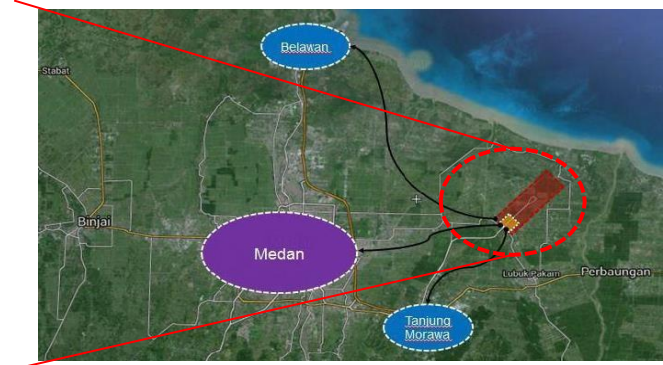 Belawan
Stabat
Binjai
Medan
Lubuk Pakam
Perbaungan
Tanjung
Morawa